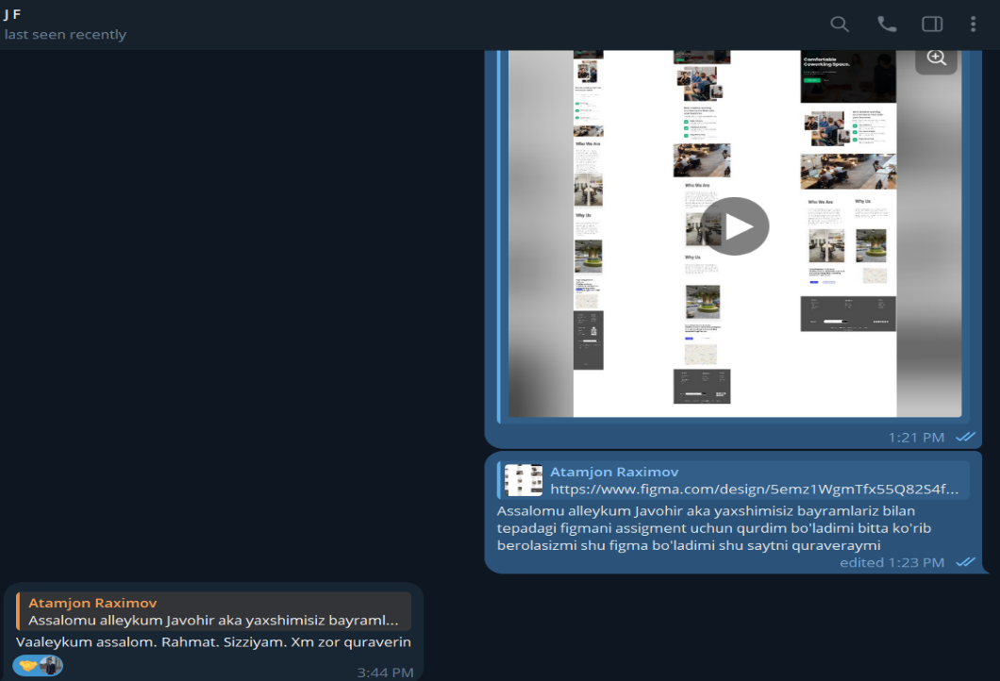 J F
last seen recently
Comfortable
Coworking Space.
Who We Are
Who We Are
Who We Are
Why Us
Why Us
Why Us
1:21 PM
Atamjon Raximov
https://www.figma.com/design/5emz1WgmTfx55Q82S4f...
Assalomu alleykum Javohir aka yaxshimisiz bayramlariz bilan
tepadagi figmani assigment uchun qurdim bo'ladimi bitta ko'rib
berolasizmi shu figma bo'ladimi shu saytni quraveraymi
edited 1:23 PM
Atamjon Raximov
Assalomu alleykum Javohir aka yaxshimisiz bayraml...
Vaaleykum assalom. Rahmat. Sizziyam. Xm zor quraverin
3:44 PM